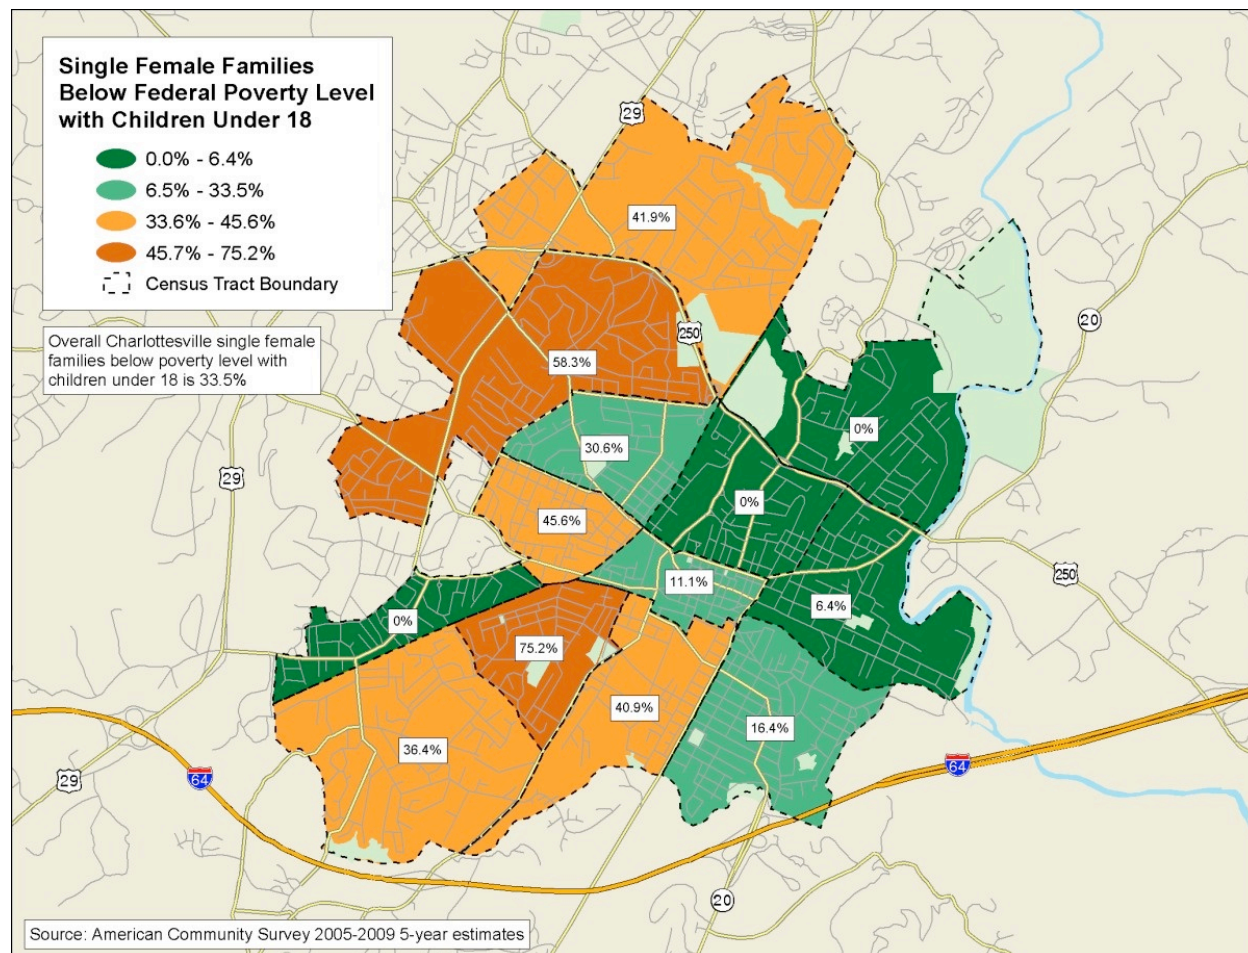 Single Female Families
Below Federal Poverty Level
with Children Under 18
0.0% - 6.4%
6.5% - 33.5%
33.6% - 45.6%
45.7% - 75.2%
Census Tract Boundary
Overall Charlottesville single female
families below poverty level with
children under 18 is 33.5%
29
41.9%
20
250
58.3%
0%
30.6%
29
0%
45.6%
250
11.1%
6.4%
0%
75.2%
40.9%
16.4%
36.4%
64
29
64
20
Source: American Community Survey 2005-2009 5-year estimates